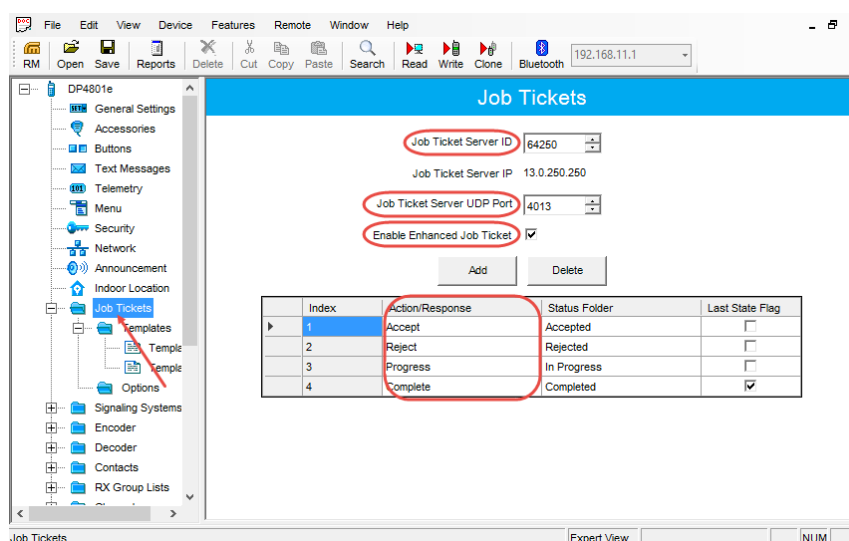 File Edit View Device Features Remote Window Help
RM Open Save Reports Delete Cut Copy Paste Search Read Write Clone Bluetooth 192.168.11.1
DP4801e
General Settings
Accessories
Buttons
Text Messages
Telemetry
Menu
Security
Network
Announcement
Indoor Location
Job Tickets
Templates
Templa
Templa
Options
Signaling Systems
Encoder
Decoder
Contacts
RX Group Lists
Job Tickets
Job Ticket Server ID 64250
Job Ticket Server IP 13.0.250.250
Job Ticket Server UDP Port 4013
Enable Enhanced Job Ticket
Add Delete
Index Action/Response Status Folder Last State Flag
1 Accept Accepted
2 Reject Rejected
3 Progress In Progress
4 Complete Completed
Job Tickets Expert View NUM